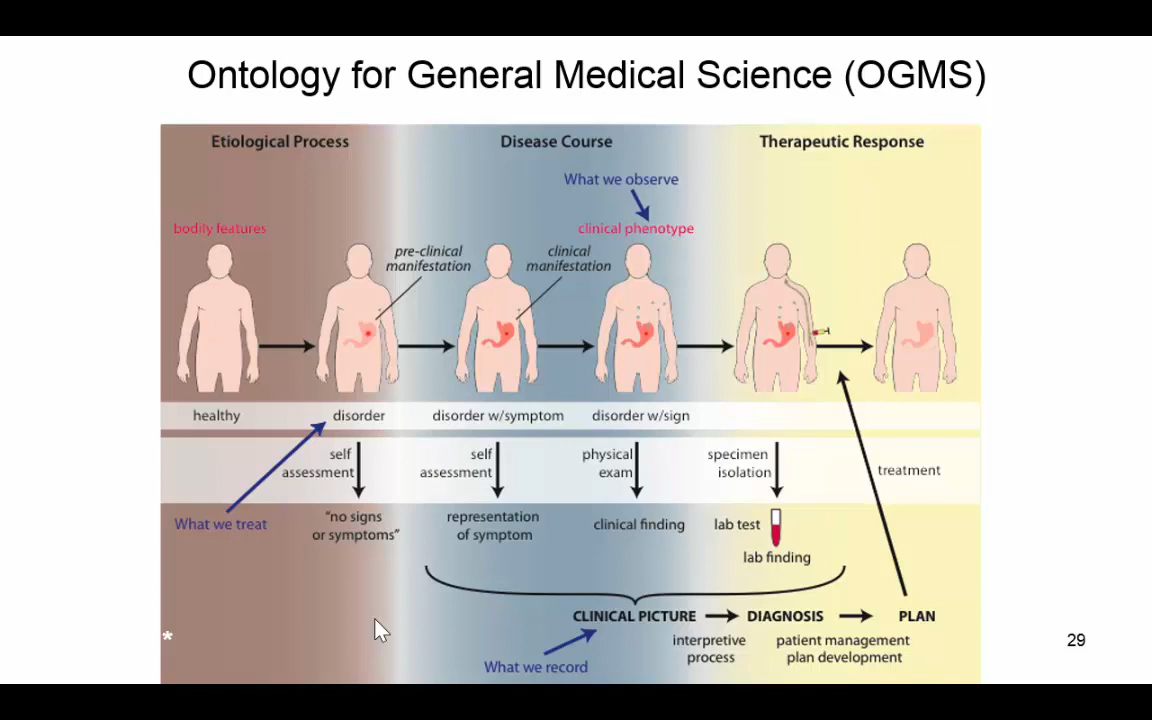 Ontology for General Medical Science (OGMS)
Etiological Process
Disease Course
Therapeutic Response
What we observe
bodily features
clinical phenotype
pre-clinical
manifestation
clinical
manifestation
healthy
disorder
disorder w/symptom
disorder w/sign
self
assessment
self
assessment
physical
exam
specimen
isolation
treatment
What we treat
"no signs
or symptoms"
representation
of symptom
clinical finding
lab test
lab finding
CLINICAL PICTURE
DIAGNOSIS
PLAN
interpretive
process
patient management
plan development
What we record
*
29